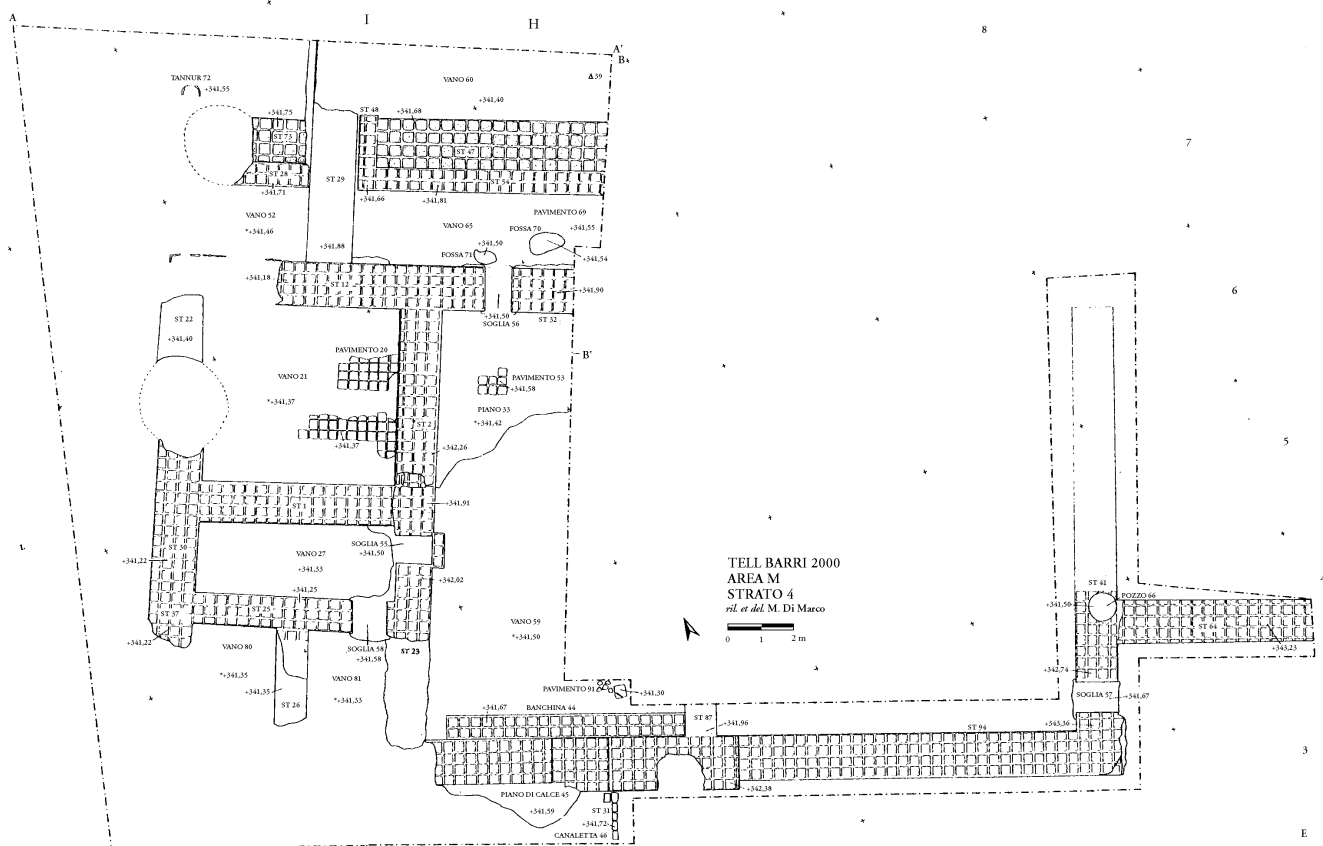 A
I
H
8
A'
B
TANNUR 72
+341,55
VANO 60
Δ 39
+341,40
+341,75
ST 48
+341,68
ST 73
7
ST 47
ST 28
ST 29
ST 54
+341,71
+341,66
+341,81
VANO 52
*+341,46
PAVIMENTO 69
VANO 65
FOSSA 70
+341,55
+341,88
+341,50
FOSSA 71
+341,54
+341,18
ST 12
+341,90
6
ST 22
+341,50
SOGLIA 56
ST 32
+341,40
PAVIMENTO 20
B'
VANO 21
PAVIMENTO 53
+341,58
*+341,37
PIANO 33
*+341,42
ST 2
+341,37
+342,26
5
ST 1
+341,91
SOGLIA 55
+341,50
ST 30
VANO 27
+341,22
+341,33
+342,02
+341,25
ST 25
ST 37
+341,22
SOGLIA 58
+341,58
ST 23
VANO 80
*+341,35
VANO 81
*+341,33
+341,35
ST 26
VANO 59
*+341,50
TELL BARRI 2000
AREA M
STRATO 4
ril. et del. M. Di Marco
0 1 2 m
ST 41
POZZO 66
+341,50
ST 64
+343,23
+342,74
SOGLIA 57
+341,67
PAVIMENTO 91
+341,30
BANCHINA 44
+341,67
ST 87
+341,96
ST 94
+343,36
3
PIANO DI CALCE 45
+342,38
+341,59
ST 31
+341,72
CANALETTA 46
E